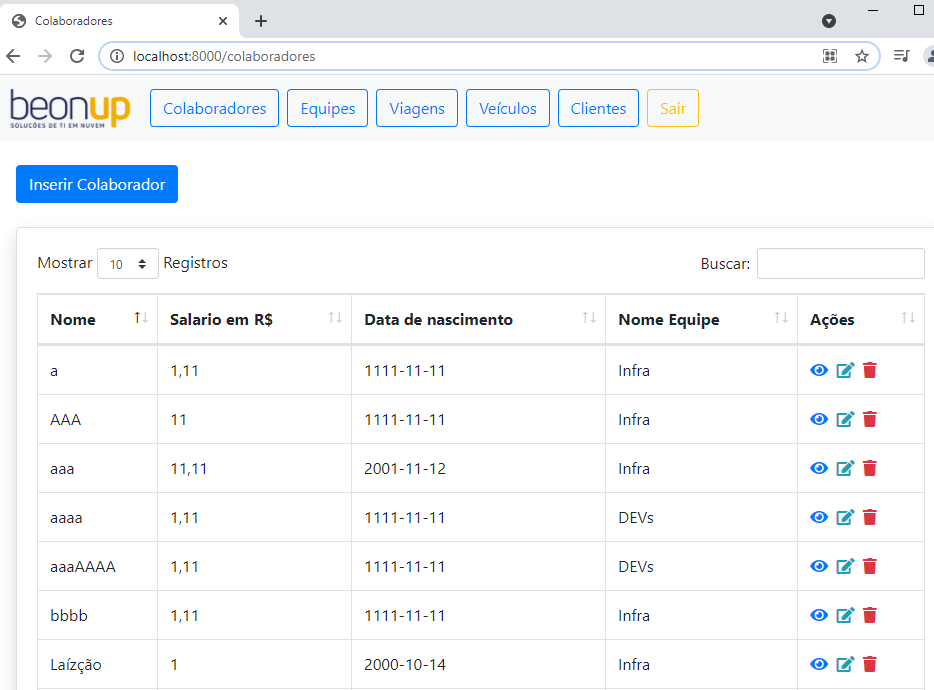 Colaboradores
localhost:8000/colaboradores
beonup
SOLUCÕES DE TI EM NUVEM
Colaboradores Equipes Viagens Veículos Clientes Sair
Inserir Colaborador
Mostrar 10 Registros Buscar:
Nome Salario em R$ Data de nascimento Nome Equipe Ações
a 1,11 1111-11-11 Infra
AAA 11 1111-11-11 Infra
aaa 11,11 2001-11-12 Infra
aaaa 1,11 1111-11-11 DEVs
aaaAAAA 1,11 1111-11-11 DEVs
bbbb 1,11 1111-11-11 Infra
Laízção 1 2000-10-14 Infra